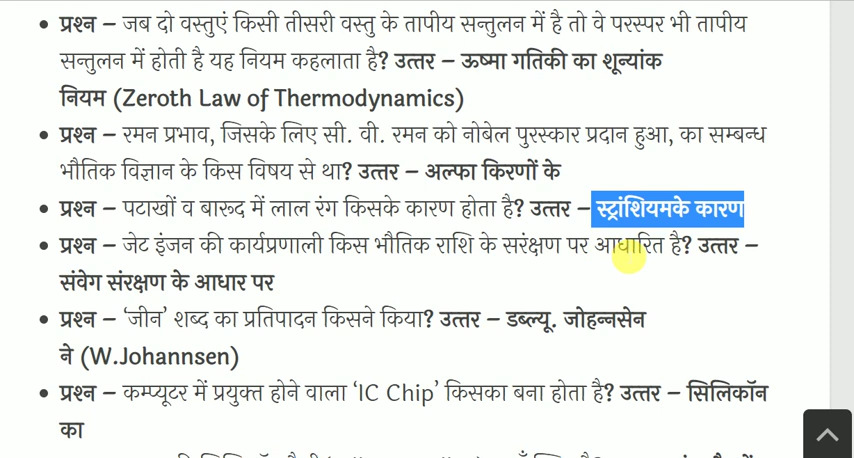 प्रश्न – जब दो वस्तुएं किसी तीसरी वस्तु के तापीय सन्तुलन में है तो वे परस्पर भी तापीय
सन्तुलन में होती है यह नियम कहलाता है? उत्तर – ऊष्मा गतिकी का शून्यांक
नियम (Zeroth Law of Thermodynamics)
प्रश्न – रमन प्रभाव, जिसके लिए सी. वी. रमन को नोबेल पुरस्कार प्रदान हुआ, का सम्बन्ध
भौतिक विज्ञान के किस विषय से था? उत्तर – अल्फा किरणों के
प्रश्न – पटाखों व बारूद में लाल रंग किसके कारण होता है? उत्तर – स्ट्रांशियमके कारण
प्रश्न – जेट इंजन की कार्यप्रणाली किस भौतिक राशि के सरंक्षण पर आधारित है? उत्तर –
संवेग संरक्षण के आधार पर
प्रश्न – ‘जीन’ शब्द का प्रतिपादन किसने किया? उत्तर – डब्ल्यू. जोहन्नसेन
ने (W.Johannsen)
प्रश्न – कम्प्यूटर में प्रयुक्त होने वाला ‘IC Chip’ किसका बना होता है? उत्तर – सिलिकॉन
का